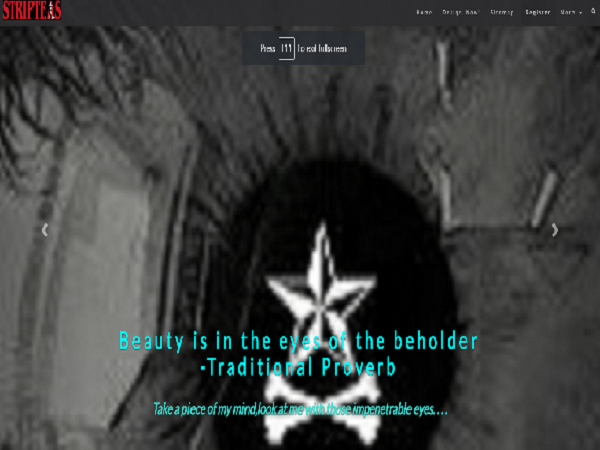 STRIPTEAS
Home Design Now! Sitemap Register More
Press F11 to exit fullscreen
Beauty is in the eyes of the beholder
-Traditional Proverb
Take a piece of my mind,look at me with those impenetrable eyes....